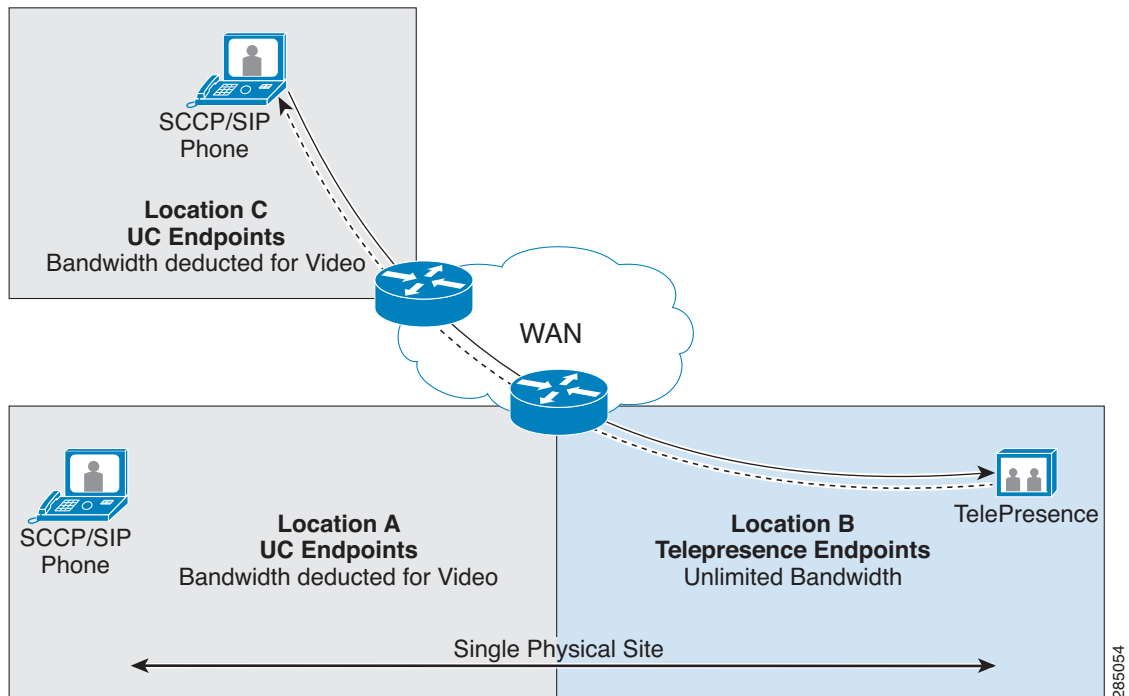 SCCP/SIP
Phone
Location C
UC Endpoints
Bandwidth deducted for Video
WAN
SCCP/SIP
Phone
Location A
UC Endpoints
Bandwidth deducted for Video
Location B
Telepresence Endpoints
Unlimited Bandwidth
TelePresence
Single Physical Site
285054